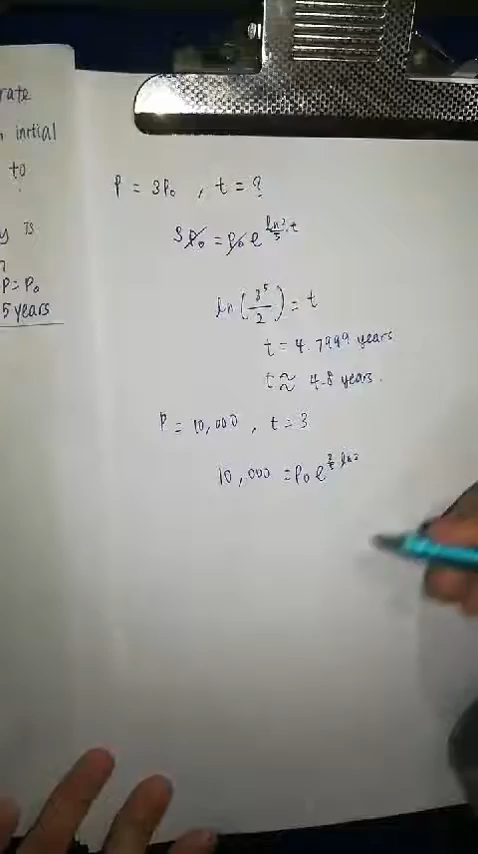 rate
initial
to
y is
P = P₀
5 years
P = 3P₀ , t = ?
3P₀ = P₀ e^(ln2/5 · t)
ln(3⁵/2) = t
t = 4.7999 years
t ≈ 4.8 years.
P = 10,000 , t = 3
10,000 = P₀ e^(3/5 ln2)